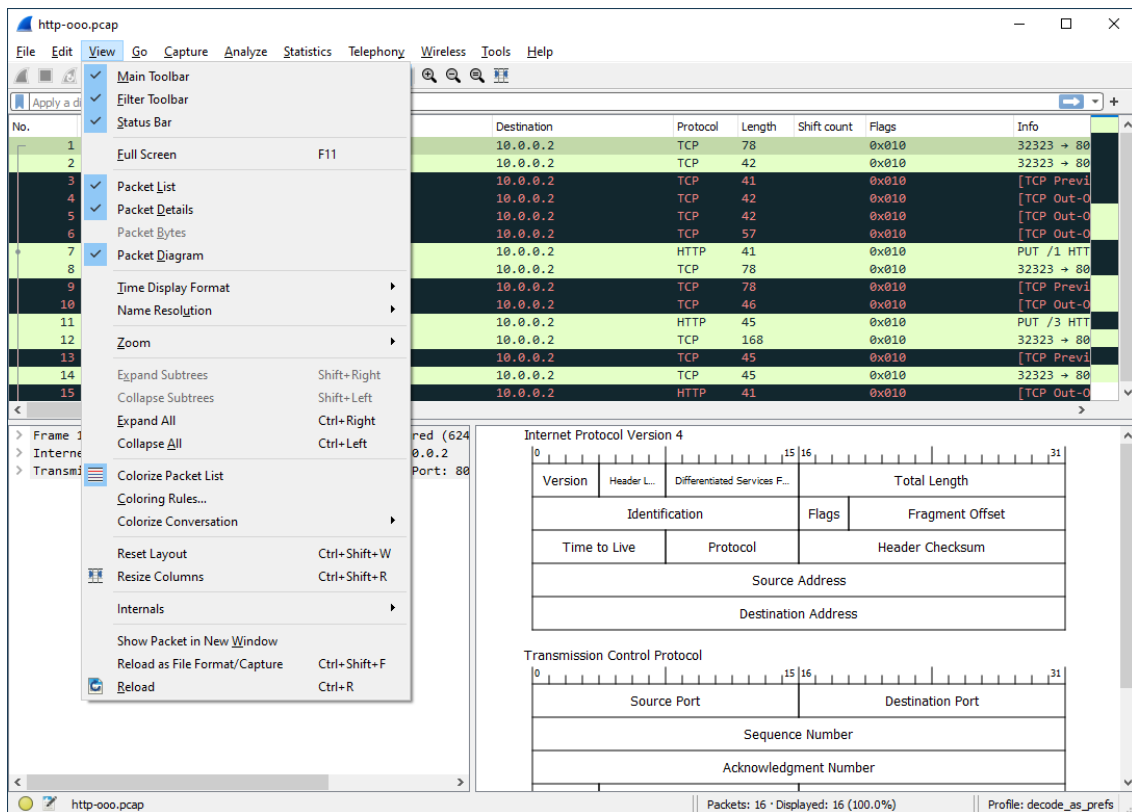 http-ooo.pcap
File Edit View Go Capture Analyze Statistics Telephony Wireless Tools Help
Apply a di
Main Toolbar
Filter Toolbar
Status Bar
Full Screen F11
Packet List
Packet Details
Packet Bytes
Packet Diagram
Time Display Format
Name Resolution
Zoom
Expand Subtrees Shift+Right
Collapse Subtrees Shift+Left
Expand All Ctrl+Right
Collapse All Ctrl+Left
Colorize Packet List
Coloring Rules...
Colorize Conversation
Reset Layout Ctrl+Shift+W
Resize Columns Ctrl+Shift+R
Internals
Show Packet in New Window
Reload as File Format/Capture Ctrl+Shift+F
Reload Ctrl+R
No. Destination Protocol Length Shift count Flags Info
1 10.0.0.2 TCP 78 0x010 32323 → 80
2 10.0.0.2 TCP 42 0x010 32323 → 80
3 10.0.0.2 TCP 41 0x010 [TCP Previ
4 10.0.0.2 TCP 42 0x010 [TCP Out-O
5 10.0.0.2 TCP 42 0x010 [TCP Out-O
6 10.0.0.2 TCP 57 0x010 [TCP Out-O
7 10.0.0.2 HTTP 41 0x010 PUT /1 HTT
8 10.0.0.2 TCP 78 0x010 32323 → 80
9 10.0.0.2 TCP 78 0x010 [TCP Previ
10 10.0.0.2 TCP 46 0x010 [TCP Out-O
11 10.0.0.2 HTTP 45 0x010 PUT /3 HTT
12 10.0.0.2 TCP 168 0x010 32323 → 80
13 10.0.0.2 TCP 45 0x010 [TCP Previ
14 10.0.0.2 TCP 45 0x010 32323 → 80
15 10.0.0.2 HTTP 41 0x010 [TCP Out-O
Frame 1 red (624
Interne 0.0.2
Transmi Port: 80
Internet Protocol Version 4
0 15 16 31
Version Header L... Differentiated Services F... Total Length
Identification Flags Fragment Offset
Time to Live Protocol Header Checksum
Source Address
Destination Address
Transmission Control Protocol
0 15 16 31
Source Port Destination Port
Sequence Number
Acknowledgment Number
http-ooo.pcap Packets: 16 · Displayed: 16 (100.0%) Profile: decode_as_prefs